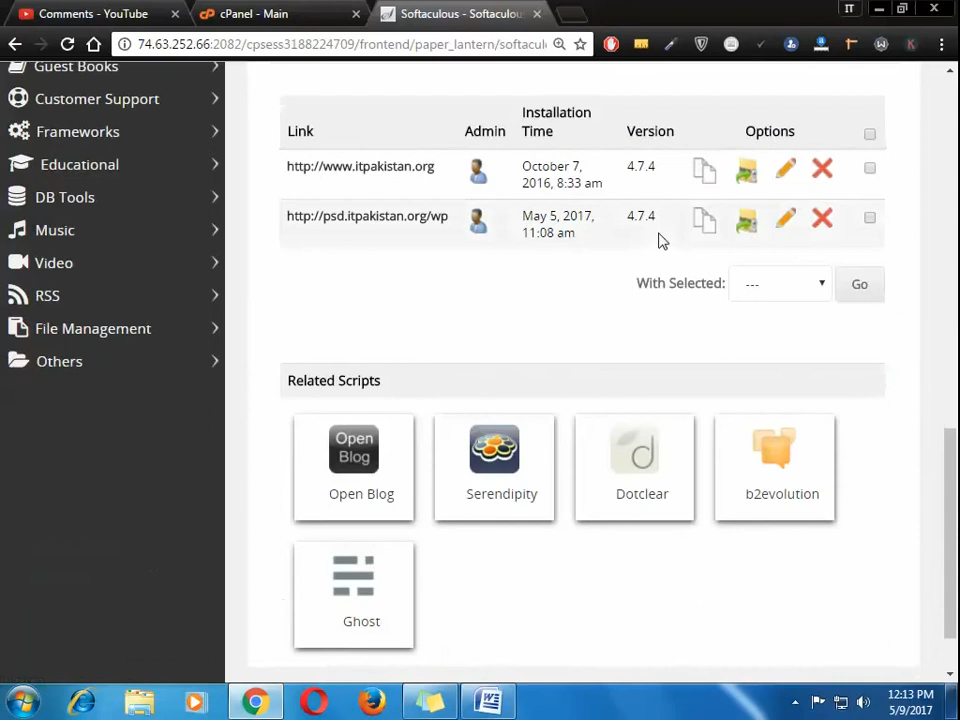 Comments - YouTube
cPanel - Main
Softaculous - Softaculou
74.63.252.66:2082/cpsess3188224709/frontend/paper_lantern/softacul
Guest Books
Customer Support
Frameworks
Educational
DB Tools
Music
Video
RSS
File Management
Others
Link
Admin
Installation
Time
Version
Options
http://www.itpakistan.org
October 7,
2016, 8:33 am
4.7.4
http://psd.itpakistan.org/wp
May 5, 2017,
11:08 am
4.7.4
With Selected:
---
Go
Related Scripts
Open
Blog
Open Blog
Serendipity
d
Dotclear
b2evolution
Ghost
12:13 PM
5/9/2017